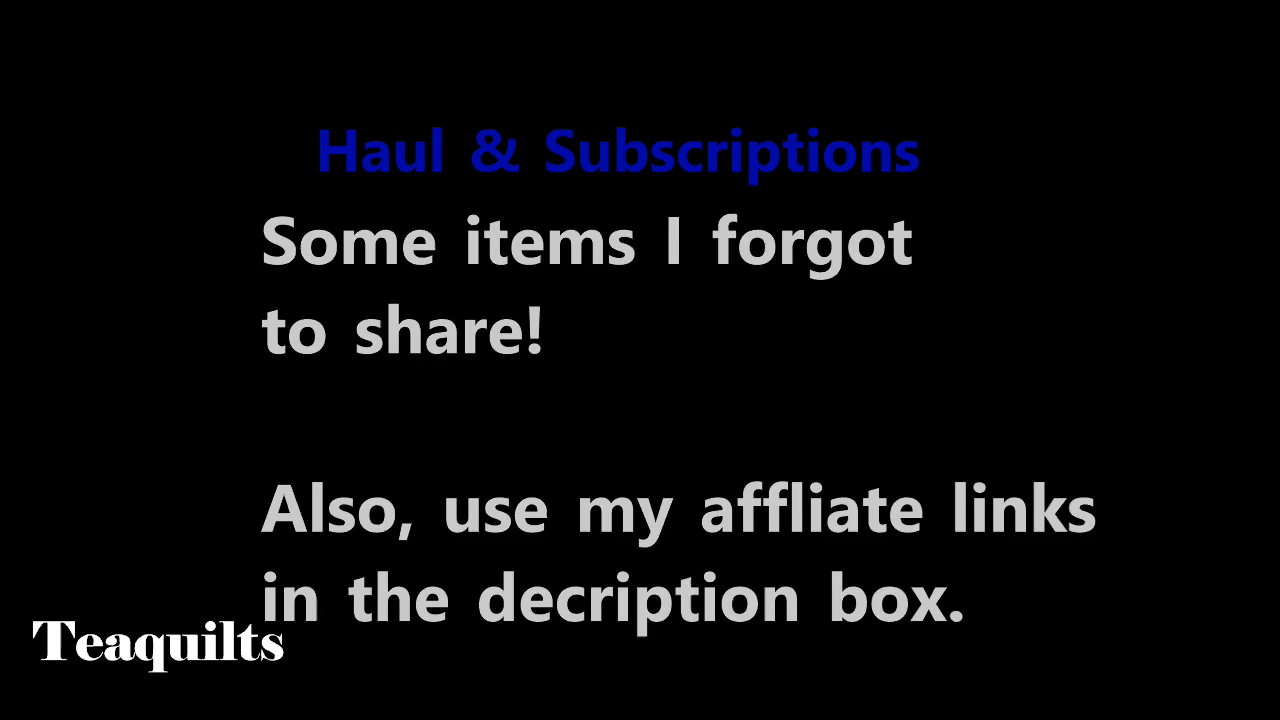 Haul & Subscriptions
Some items I forgot
to share!
Also, use my affliate links
in the decription box.
Teaquilts